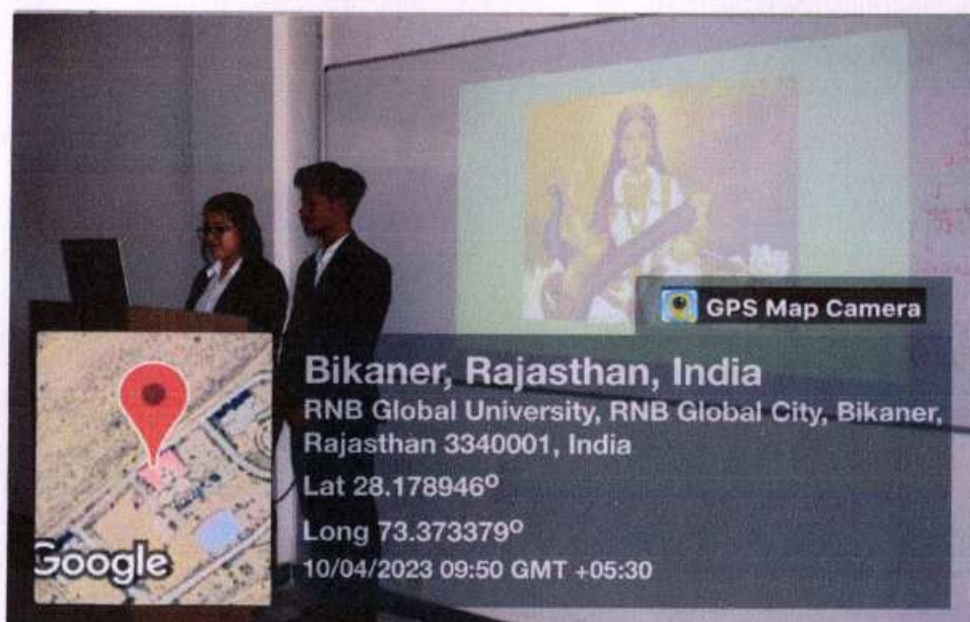 GPS Map Camera
Bikaner, Rajasthan, India
RNB Global University, RNB Global City, Bikaner,
Rajasthan 3340001, India
Lat 28.178946°
Long 73.373379°
10/04/2023 09:50 GMT +05:30
Google